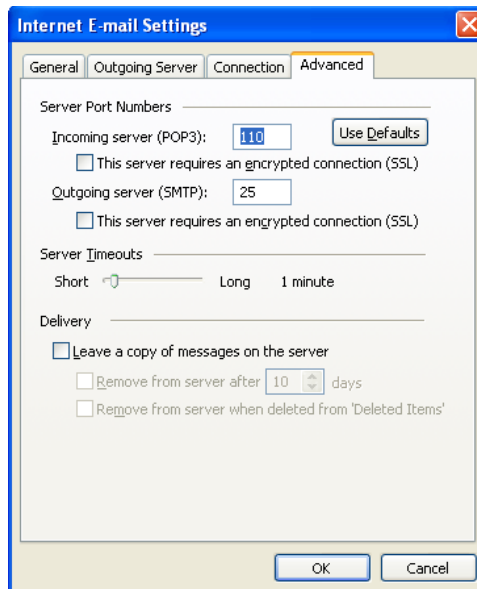 Internet E-mail Settings
General Outgoing Server Connection Advanced
Server Port Numbers
Incoming server (POP3): 110 Use Defaults
This server requires an encrypted connection (SSL)
Outgoing server (SMTP): 25
This server requires an encrypted connection (SSL)
Server Timeouts
Short Long 1 minute
Delivery
Leave a copy of messages on the server
Remove from server after 10 days
Remove from server when deleted from 'Deleted Items'
OK Cancel